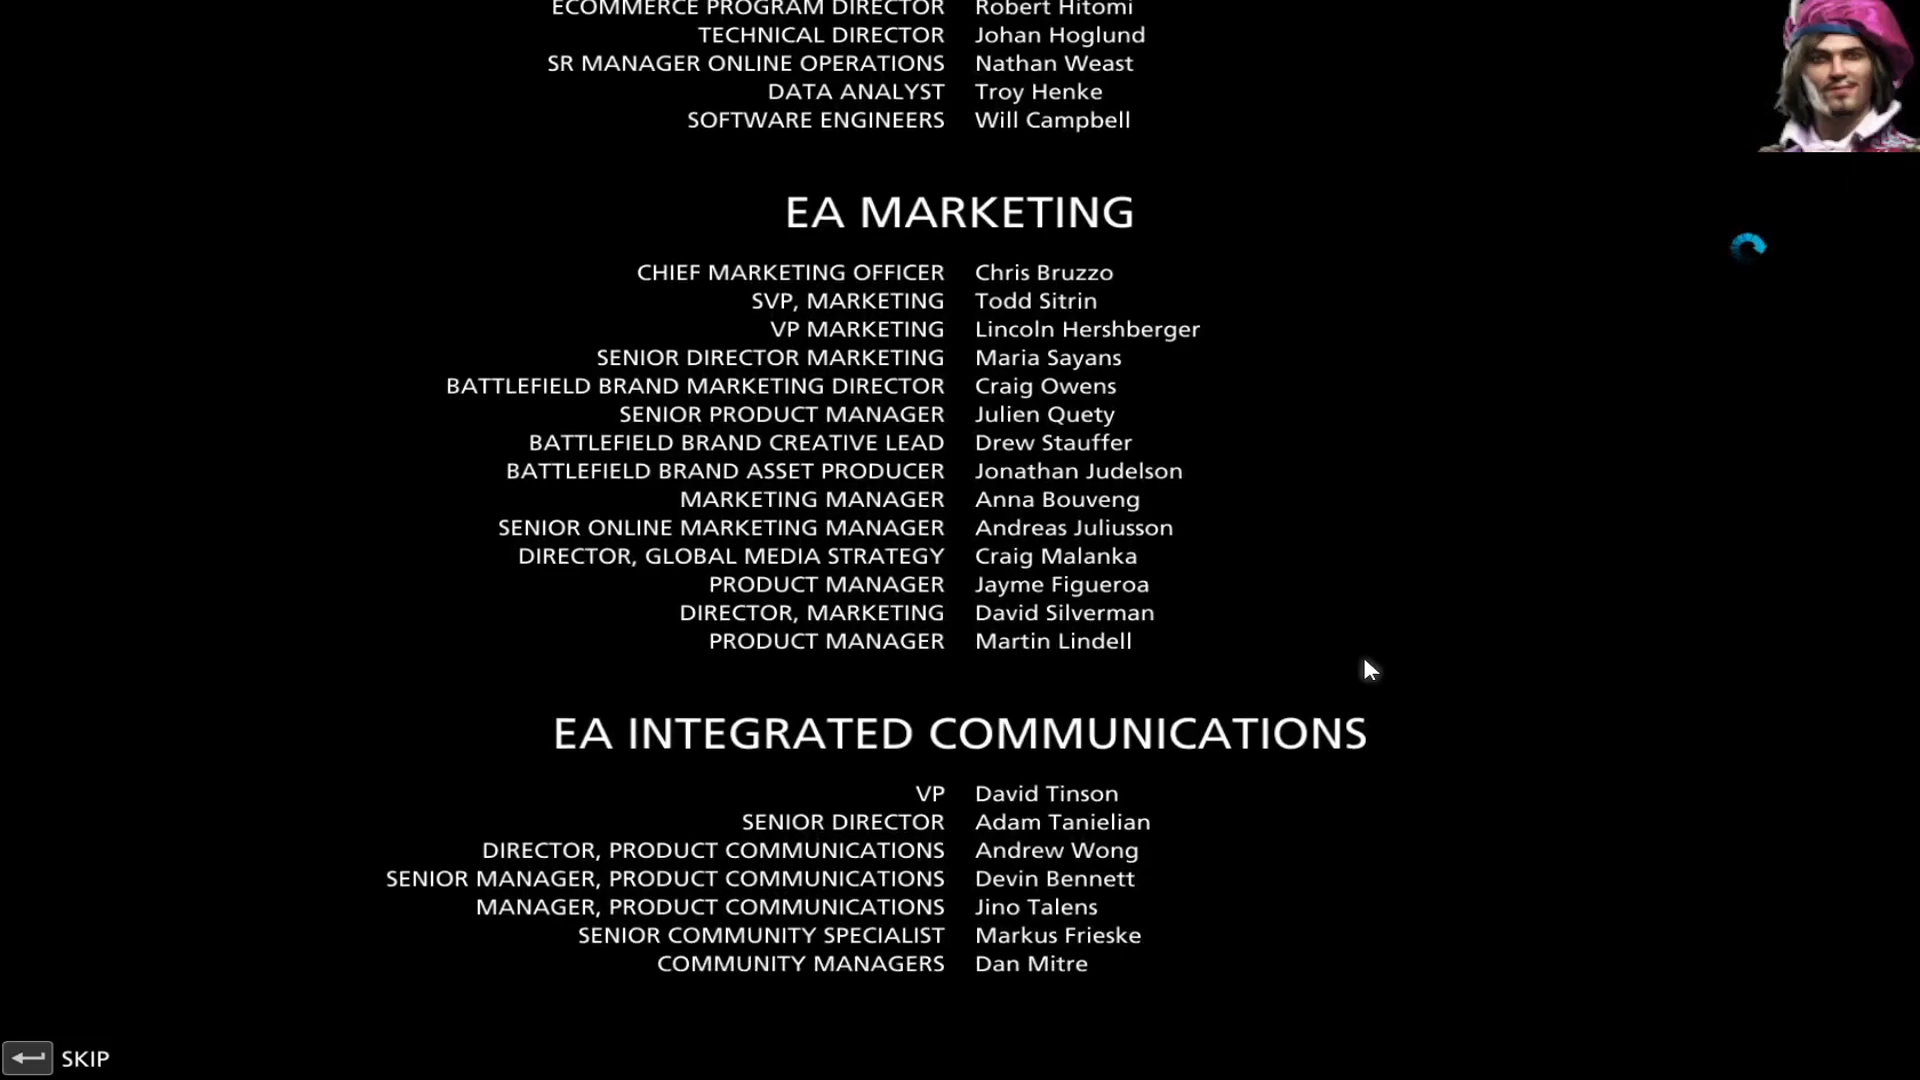 ECOMMERCE PROGRAM DIRECTOR Robert Hitomi
TECHNICAL DIRECTOR Johan Hoglund
SR MANAGER ONLINE OPERATIONS Nathan Weast
DATA ANALYST Troy Henke
SOFTWARE ENGINEERS Will Campbell
EA MARKETING
CHIEF MARKETING OFFICER Chris Bruzzo
SVP, MARKETING Todd Sitrin
VP MARKETING Lincoln Hershberger
SENIOR DIRECTOR MARKETING Maria Sayans
BATTLEFIELD BRAND MARKETING DIRECTOR Craig Owens
SENIOR PRODUCT MANAGER Julien Quety
BATTLEFIELD BRAND CREATIVE LEAD Drew Stauffer
BATTLEFIELD BRAND ASSET PRODUCER Jonathan Judelson
MARKETING MANAGER Anna Bouveng
SENIOR ONLINE MARKETING MANAGER Andreas Juliusson
DIRECTOR, GLOBAL MEDIA STRATEGY Craig Malanka
PRODUCT MANAGER Jayme Figueroa
DIRECTOR, MARKETING David Silverman
PRODUCT MANAGER Martin Lindell
EA INTEGRATED COMMUNICATIONS
VP David Tinson
SENIOR DIRECTOR Adam Tanielian
DIRECTOR, PRODUCT COMMUNICATIONS Andrew Wong
SENIOR MANAGER, PRODUCT COMMUNICATIONS Devin Bennett
MANAGER, PRODUCT COMMUNICATIONS Jino Talens
SENIOR COMMUNITY SPECIALIST Markus Frieske
COMMUNITY MANAGERS Dan Mitre
SKIP